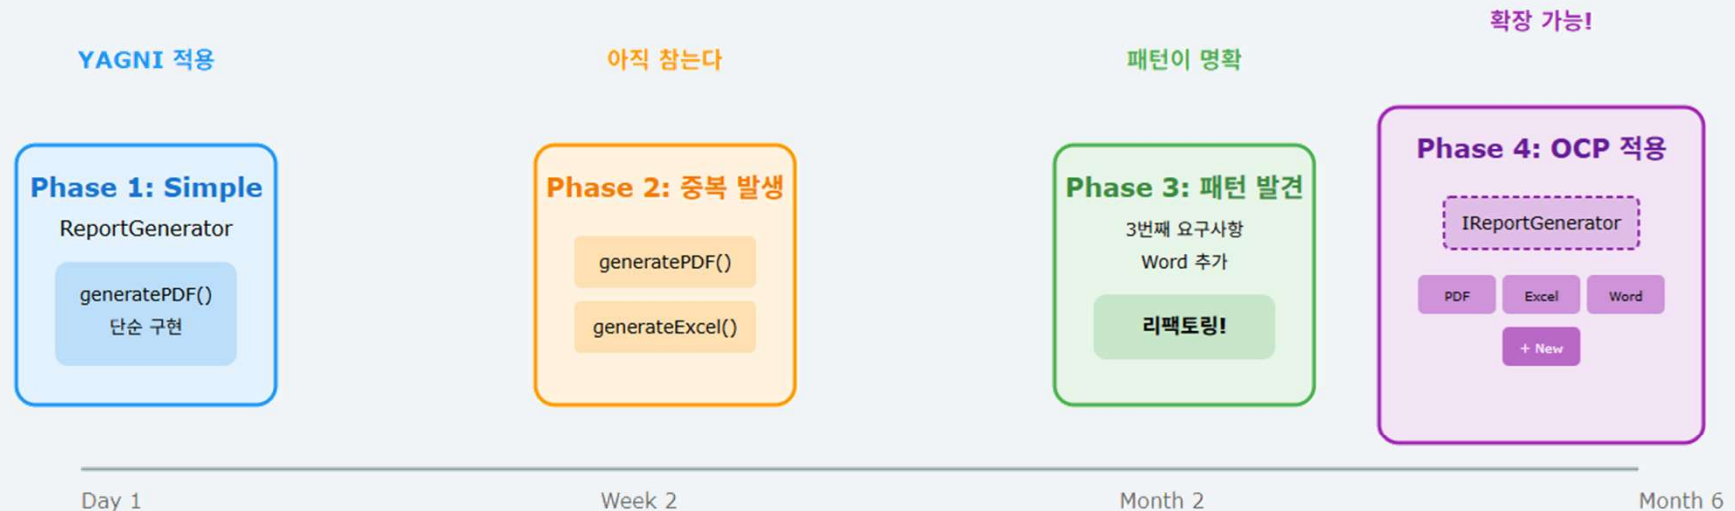 YAGNI 적용
Phase 1: Simple
ReportGenerator
generatePDF()
단순 구현
Day 1
아직 참는다
Phase 2: 중복 발생
generatePDF()
generateExcel()
Week 2
패턴이 명확
Phase 3: 패턴 발견
3번째 요구사항
Word 추가
리팩토링!
Month 2
확장 가능!
Phase 4: OCP 적용
IReportGenerator
PDF Excel Word
+ New
Month 6